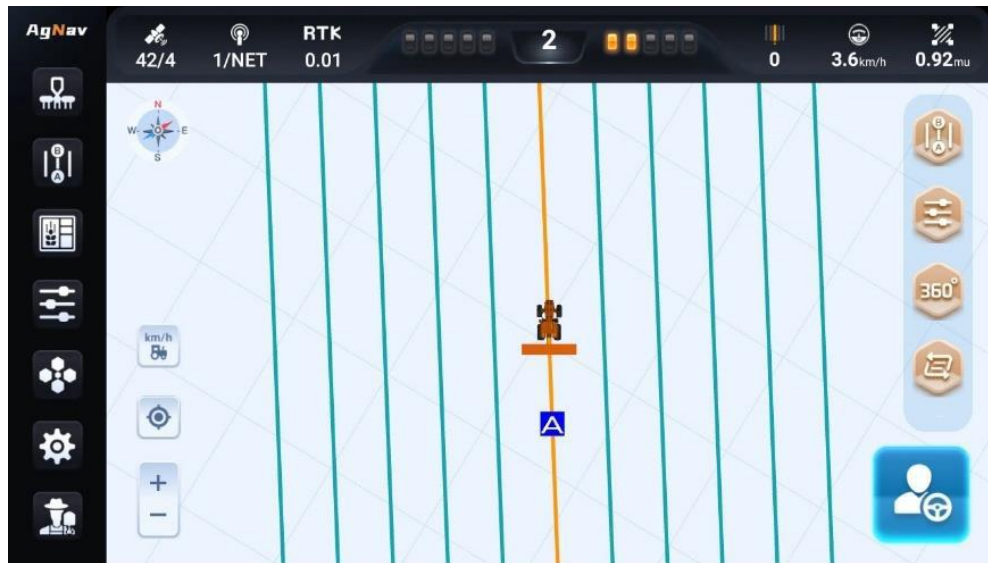 AgNav
42/4
1/NET
RTK
0.01
2
0
3.6km/h
0.92mu
N
W
E
S
B
A
B
A
360°
km/h
A
+
−